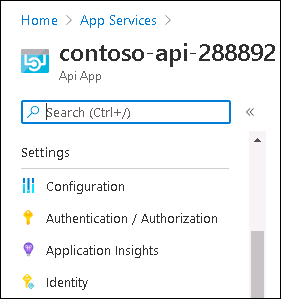 Home > App Services >
contoso-api-288892
Api App
Search (Ctrl+/)
«
Settings
Configuration
Authentication / Authorization
Application Insights
Identity